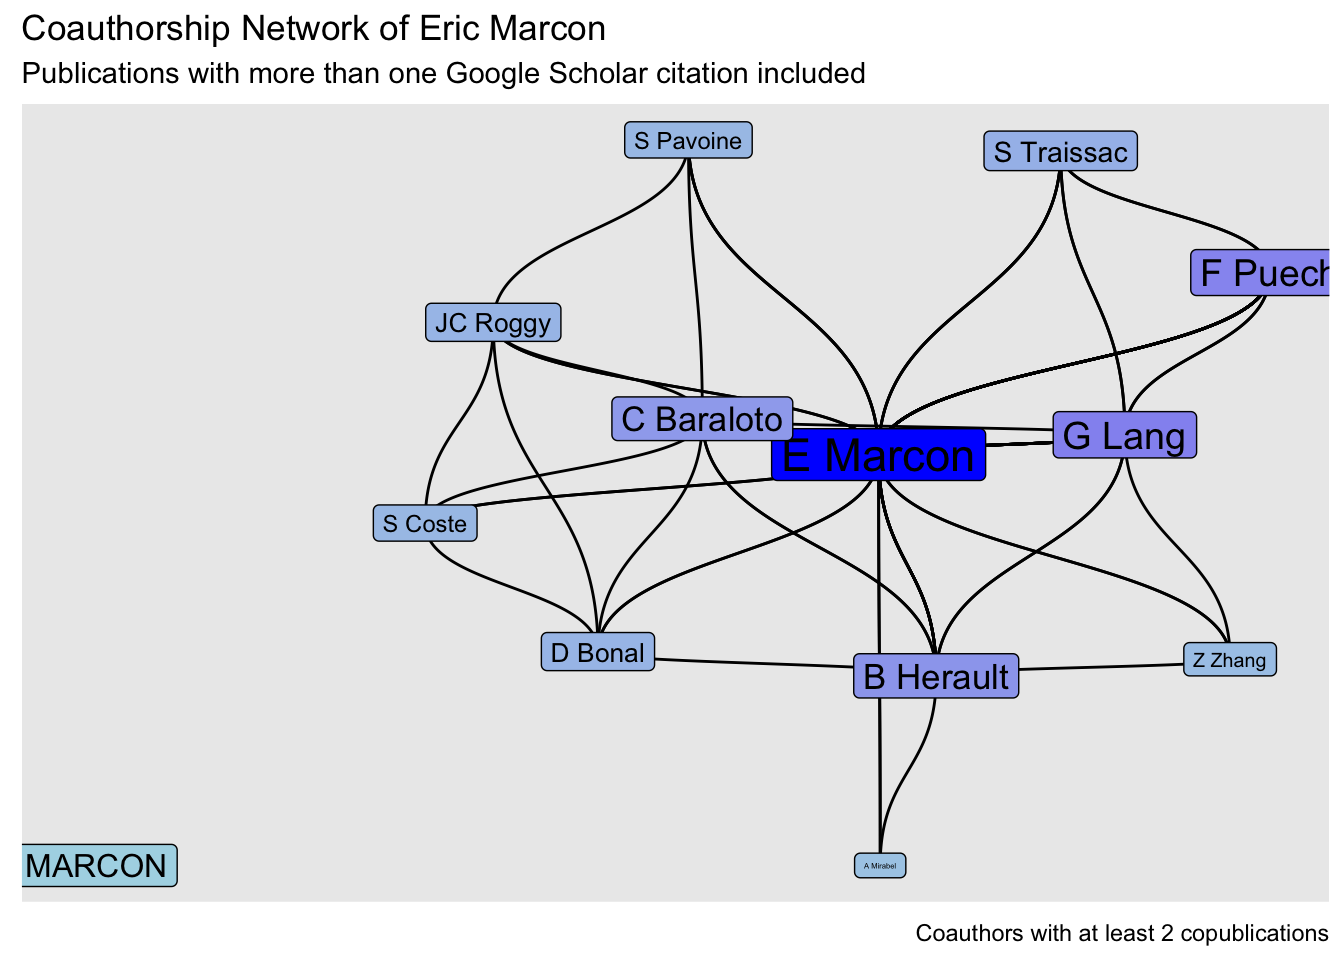 Coauthorship Network of Eric Marcon
Publications with more than one Google Scholar citation included
S Pavoine
S Traissac
F Puech
JC Roggy
C Baraloto
G Lang
E Marcon
S Coste
D Bonal
Z Zhang
B Herault
MARCON
A Mirabel
Coauthors with at least 2 copublications